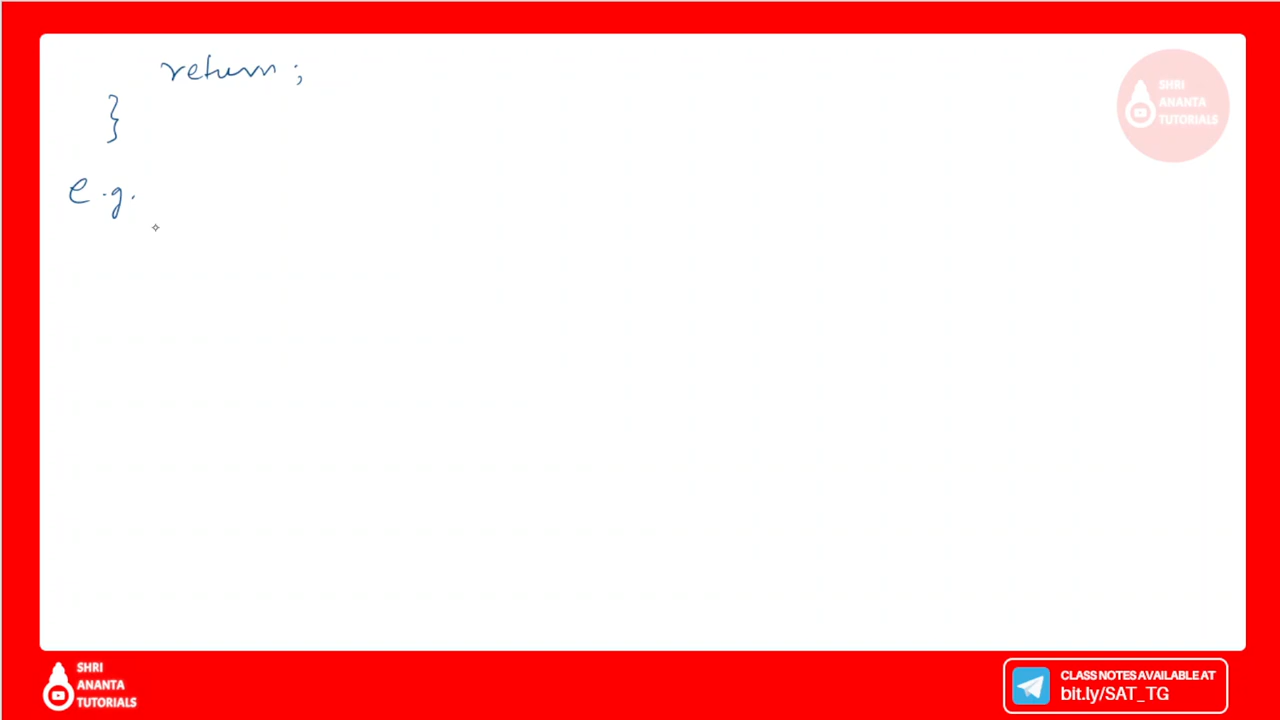 return ;
}
e.g.
SHRI
ANANTA
TUTORIALS
SHRI
ANANTA
TUTORIALS
CLASS NOTES AVAILABLE AT
bit.ly/SAT_TG